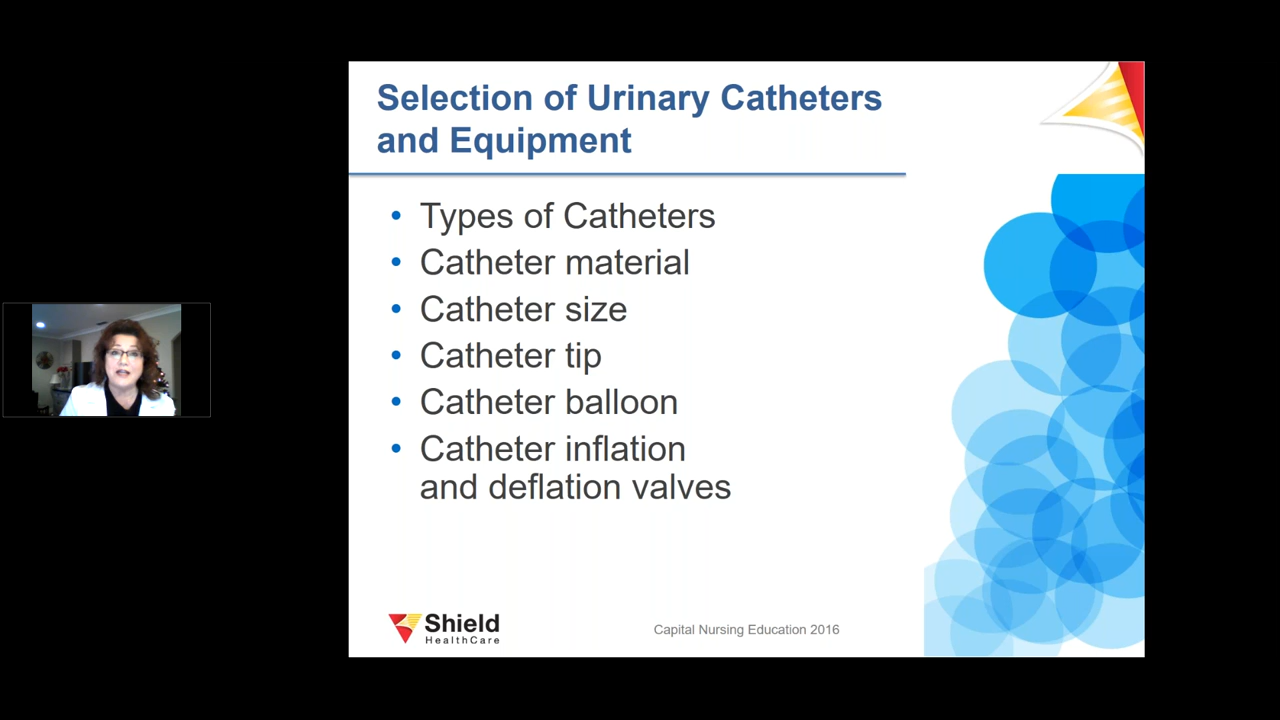 Selection of Urinary Catheters
and Equipment
• Types of Catheters
• Catheter material
• Catheter size
• Catheter tip
• Catheter balloon
• Catheter inflation
and deflation valves
Shield
HealthCare
Capital Nursing Education 2016